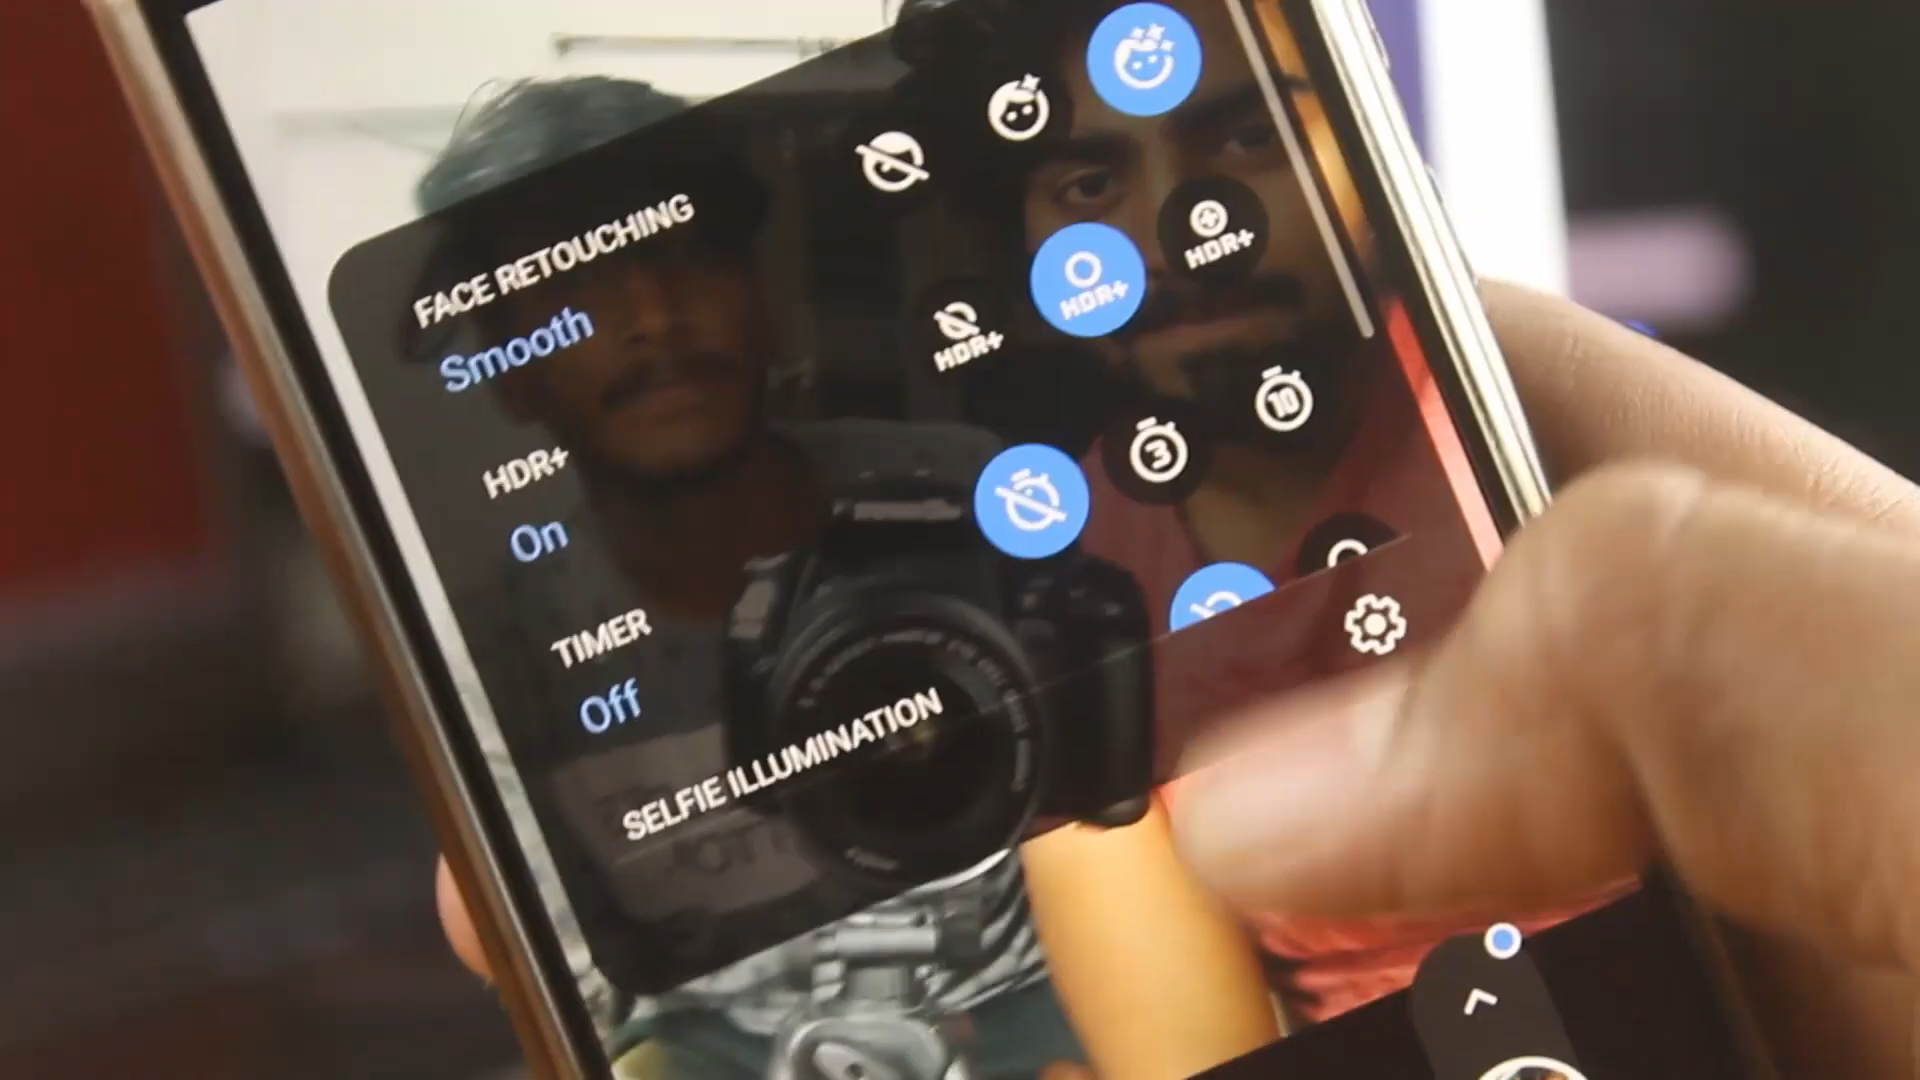 FACE RETOUCHING
Smooth
HDR+
HDR+
HDR+
HDR+
On
3
10
TIMER
Off
SELFIE ILLUMINATION